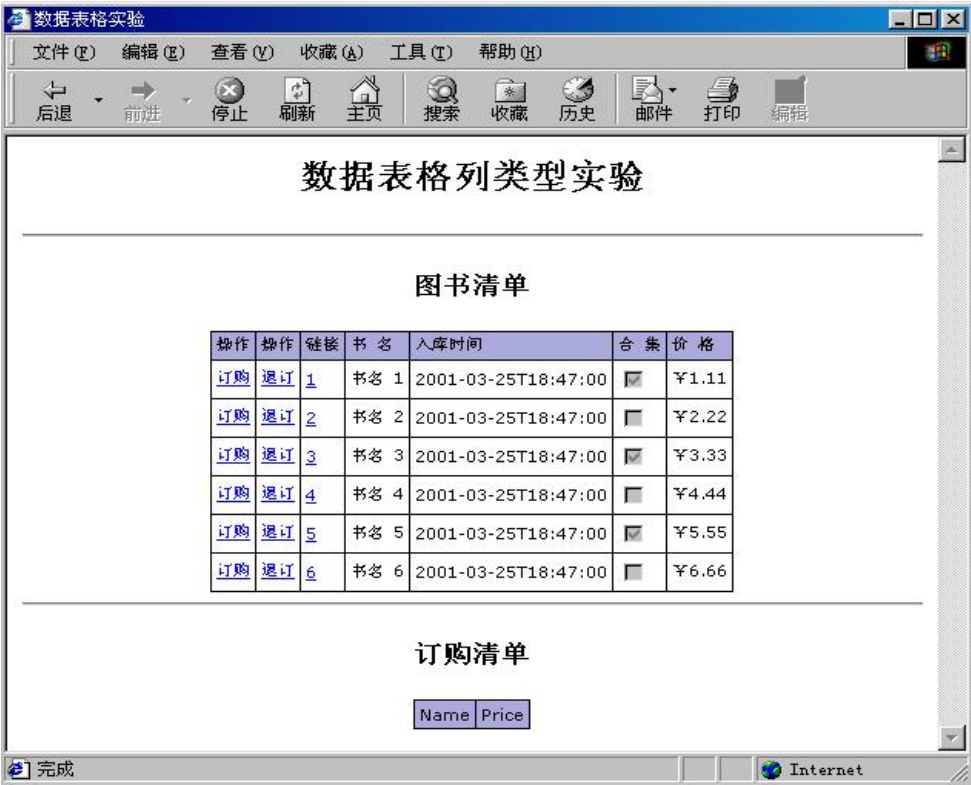 数据表格实验
文件(F) 编辑(E) 查看(V) 收藏(A) 工具(T) 帮助(H)
后退 前进 停止 刷新 主页 搜索 收藏 历史 邮件 打印 编辑
数据表格列类型实验
图书清单
操作 操作 链接 书 名 入库时间 合 集 价 格
订购 退订 1 书名 1 2001-03-25T18:47:00 ￥1.11
订购 退订 2 书名 2 2001-03-25T18:47:00 ￥2.22
订购 退订 3 书名 3 2001-03-25T18:47:00 ￥3.33
订购 退订 4 书名 4 2001-03-25T18:47:00 ￥4.44
订购 退订 5 书名 5 2001-03-25T18:47:00 ￥5.55
订购 退订 6 书名 6 2001-03-25T18:47:00 ￥6.66
订购清单
Name Price
完成 Internet